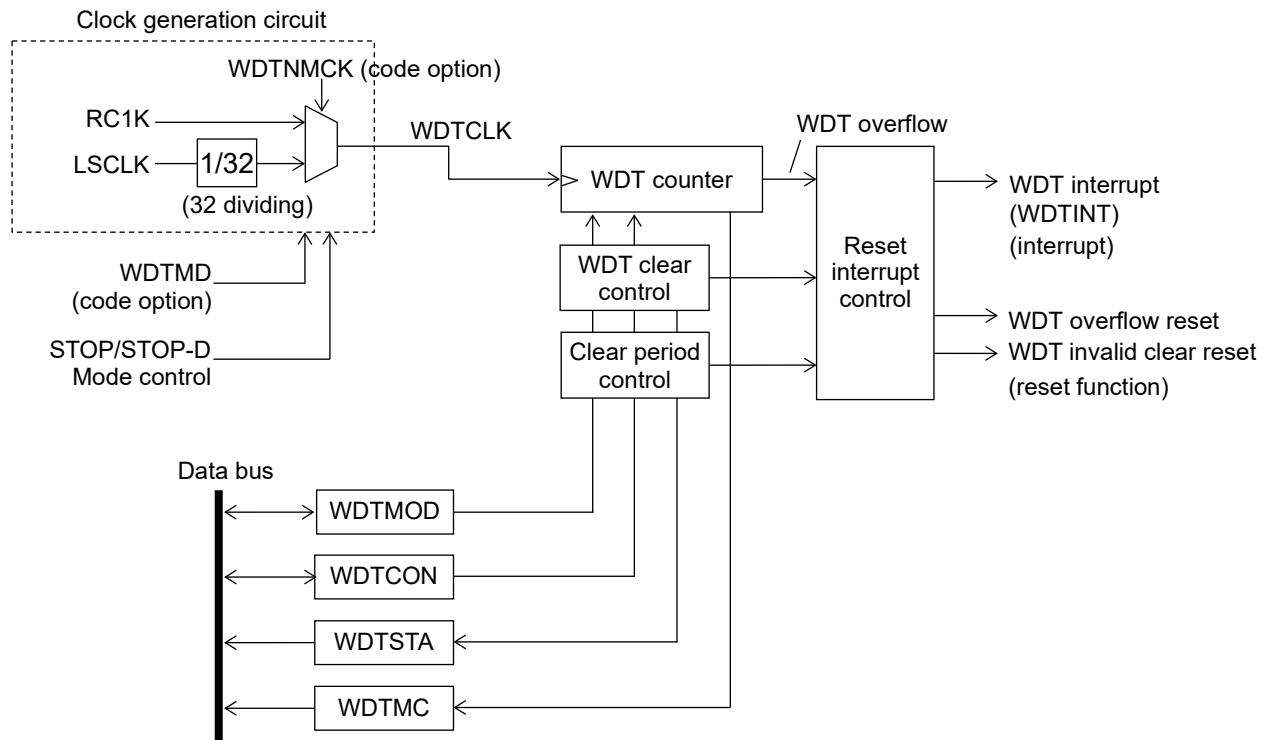 Clock generation circuit
WDTNMCK (code option)
RC1K
LSCLK
1/32
(32 dividing)
WDTCLK
WDTMD
(code option)
STOP/STOP-D
Mode control
WDT counter
WDT overflow
WDT clear
control
Clear period
control
Reset
interrupt
control
WDT interrupt
(WDTINT)
(interrupt)
WDT overflow reset
WDT invalid clear reset
(reset function)
Data bus
WDTMOD
WDTCON
WDTSTA
WDTMC